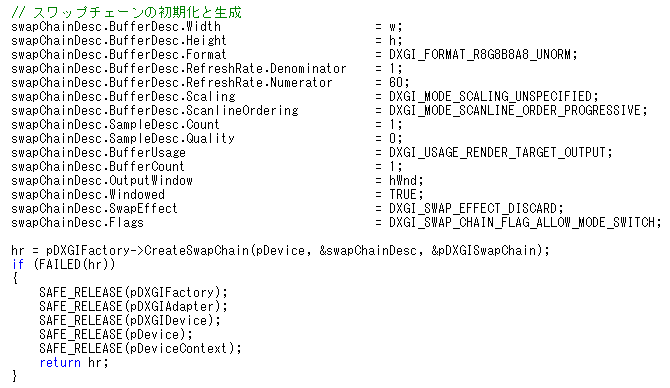 // スワップチェーンの初期化と生成
swapChainDesc.BufferDesc.Width = w;
swapChainDesc.BufferDesc.Height = h;
swapChainDesc.BufferDesc.Format = DXGI_FORMAT_R8G8B8A8_UNORM;
swapChainDesc.BufferDesc.RefreshRate.Denominator = 1;
swapChainDesc.BufferDesc.RefreshRate.Numerator = 60;
swapChainDesc.BufferDesc.Scaling = DXGI_MODE_SCALING_UNSPECIFIED;
swapChainDesc.BufferDesc.ScanlineOrdering = DXGI_MODE_SCANLINE_ORDER_PROGRESSIVE;
swapChainDesc.SampleDesc.Count = 1;
swapChainDesc.SampleDesc.Quality = 0;
swapChainDesc.BufferUsage = DXGI_USAGE_RENDER_TARGET_OUTPUT;
swapChainDesc.BufferCount = 1;
swapChainDesc.OutputWindow = hWnd;
swapChainDesc.Windowed = TRUE;
swapChainDesc.SwapEffect = DXGI_SWAP_EFFECT_DISCARD;
swapChainDesc.Flags = DXGI_SWAP_CHAIN_FLAG_ALLOW_MODE_SWITCH;
hr = pDXGIFactory->CreateSwapChain(pDevice, &swapChainDesc, &pDXGISwapChain);
if (FAILED(hr))
{
SAFE_RELEASE(pDXGIFactory);
SAFE_RELEASE(pDXGIAdapter);
SAFE_RELEASE(pDXGIDevice);
SAFE_RELEASE(pDevice);
SAFE_RELEASE(pDeviceContext);
return hr;
}